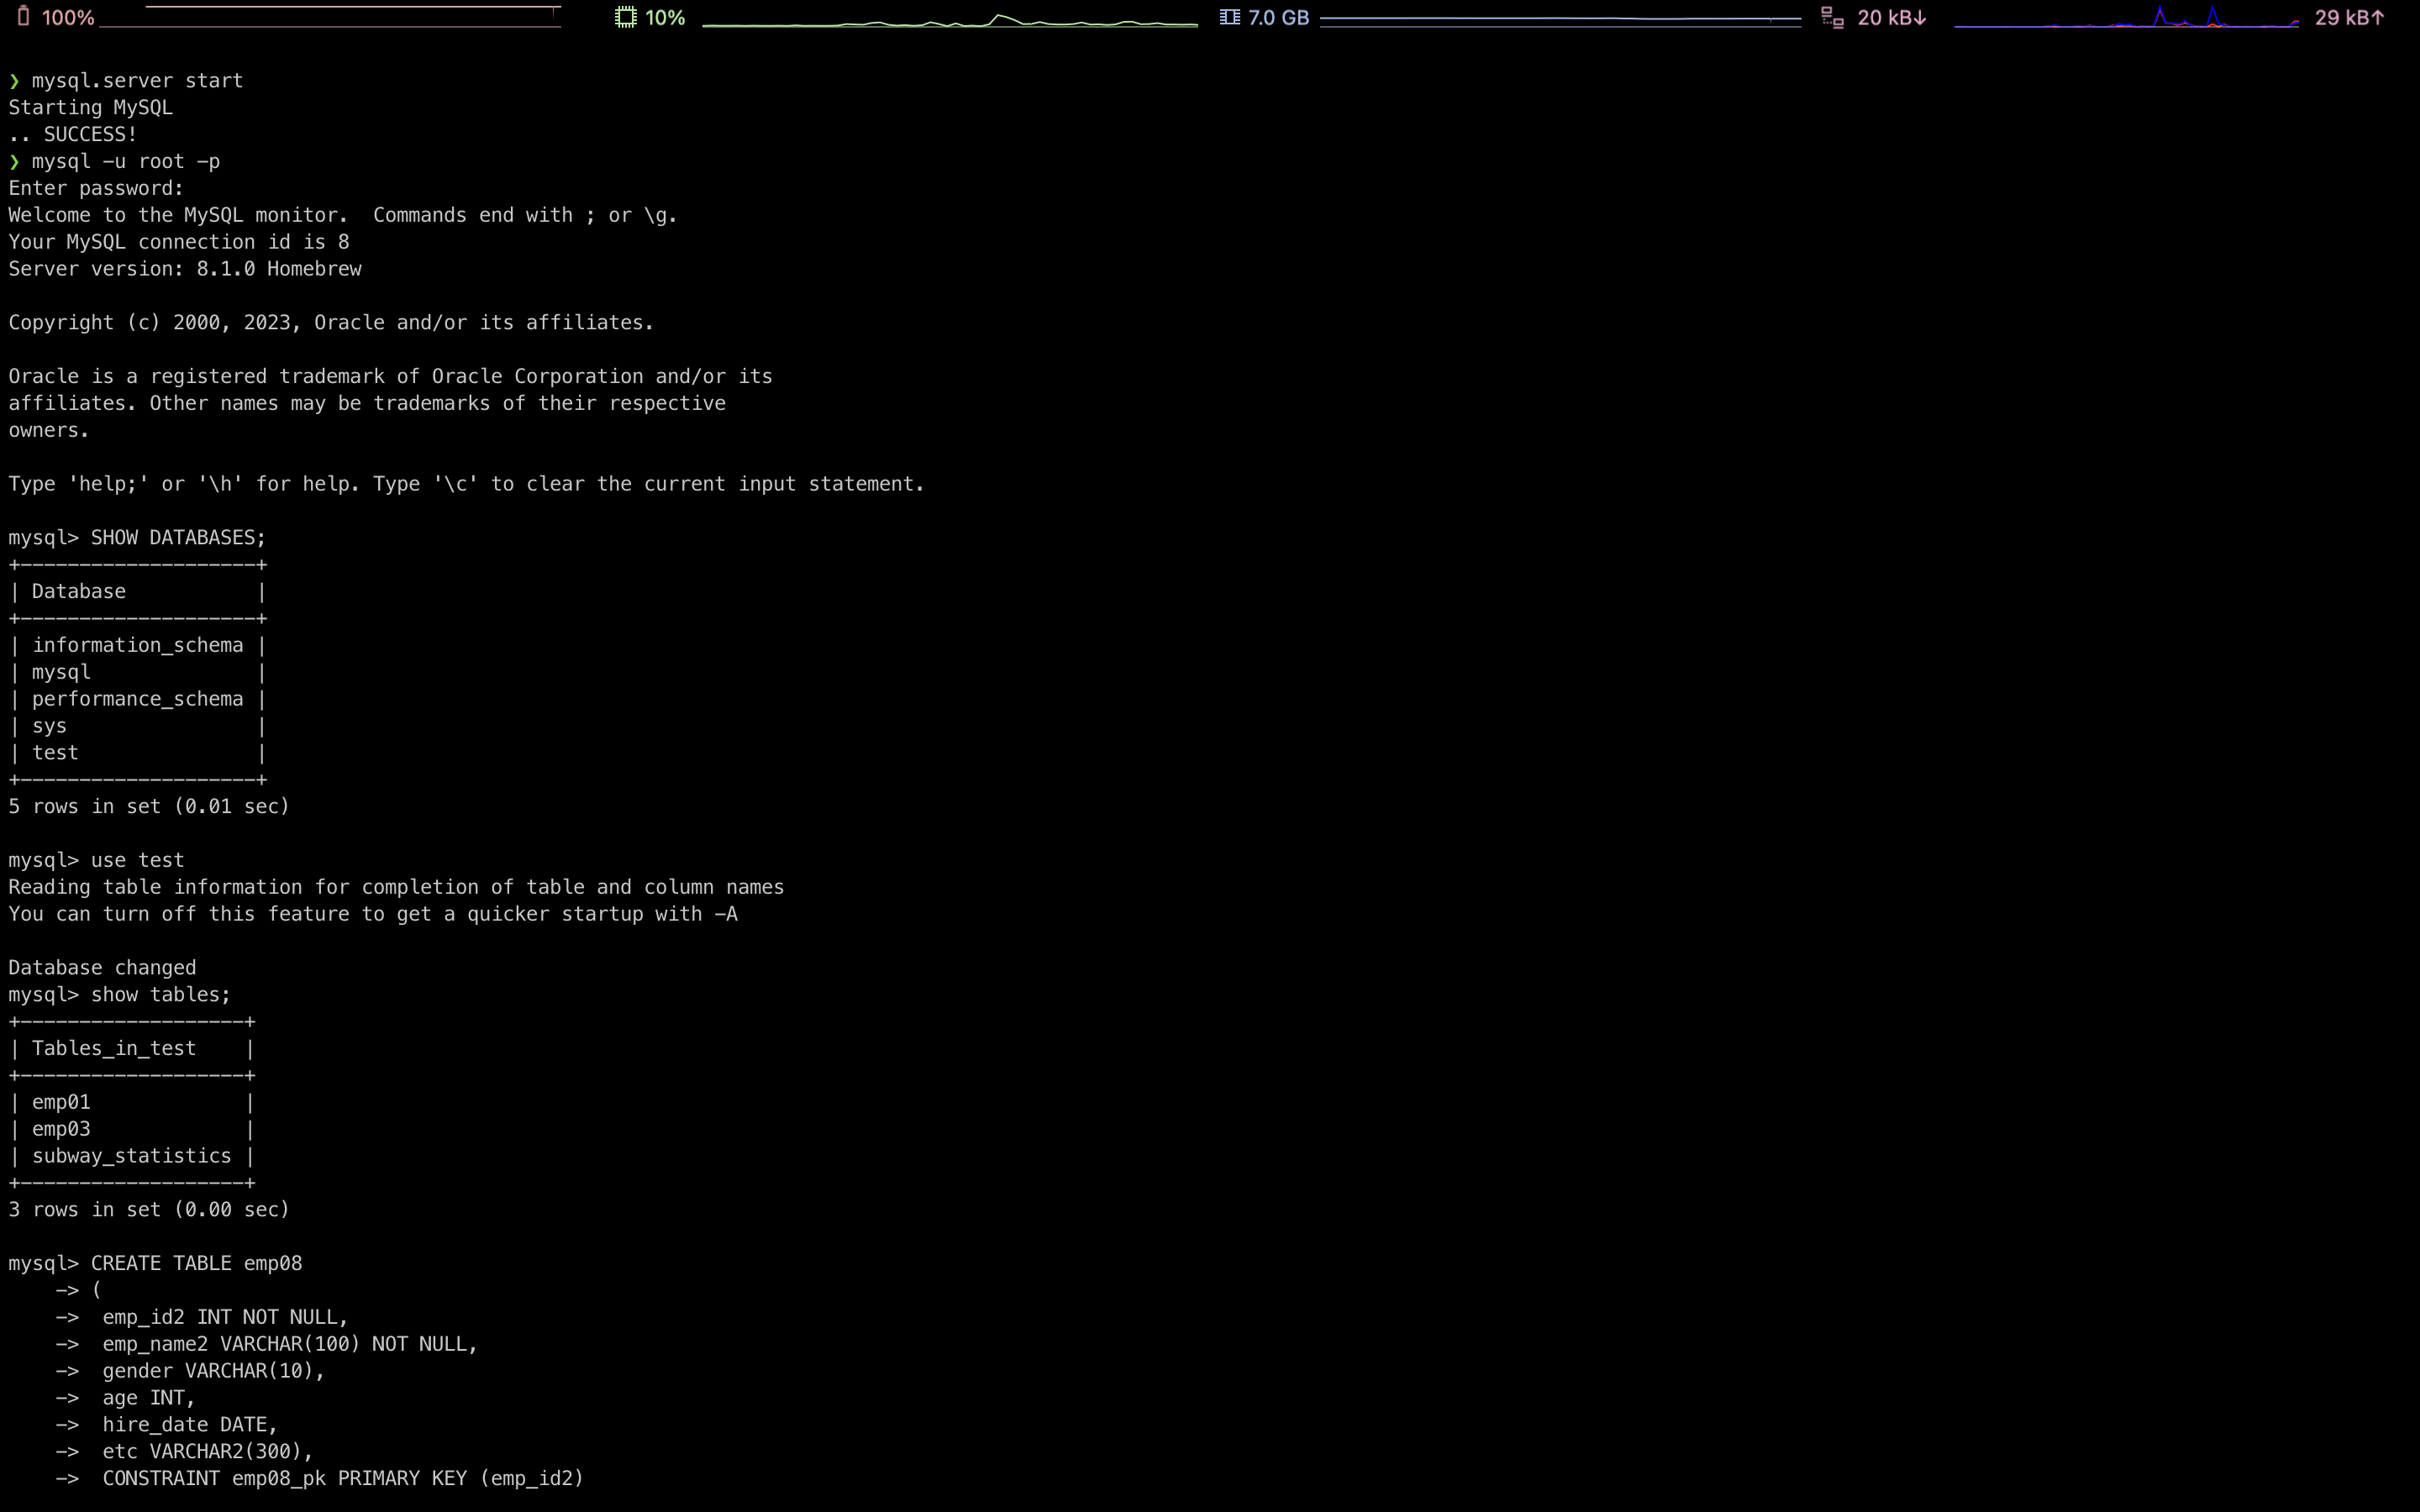 100% 10% 7.0 GB 20 kB↓ 29 kB↑
❯ mysql.server start
Starting MySQL
.. SUCCESS!
❯ mysql -u root -p
Enter password:
Welcome to the MySQL monitor.  Commands end with ; or \g.
Your MySQL connection id is 8
Server version: 8.1.0 Homebrew
Copyright (c) 2000, 2023, Oracle and/or its affiliates.
Oracle is a registered trademark of Oracle Corporation and/or its
affiliates. Other names may be trademarks of their respective
owners.
Type 'help;' or '\h' for help. Type '\c' to clear the current input statement.
mysql> SHOW DATABASES;
+--------------------+
| Database           |
+--------------------+
| information_schema |
| mysql              |
| performance_schema |
| sys                |
| test               |
+--------------------+
5 rows in set (0.01 sec)
mysql> use test
Reading table information for completion of table and column names
You can turn off this feature to get a quicker startup with -A
Database changed
mysql> show tables;
+-------------------+
| Tables_in_test    |
+-------------------+
| emp01             |
| emp03             |
| subway_statistics |
+-------------------+
3 rows in set (0.00 sec)
mysql> CREATE TABLE emp08
    -> (
    ->  emp_id2 INT NOT NULL,
    ->  emp_name2 VARCHAR(100) NOT NULL,
    ->  gender VARCHAR(10),
    ->  age INT,
    ->  hire_date DATE,
    ->  etc VARCHAR2(300),
    ->  CONSTRAINT emp08_pk PRIMARY KEY (emp_id2)